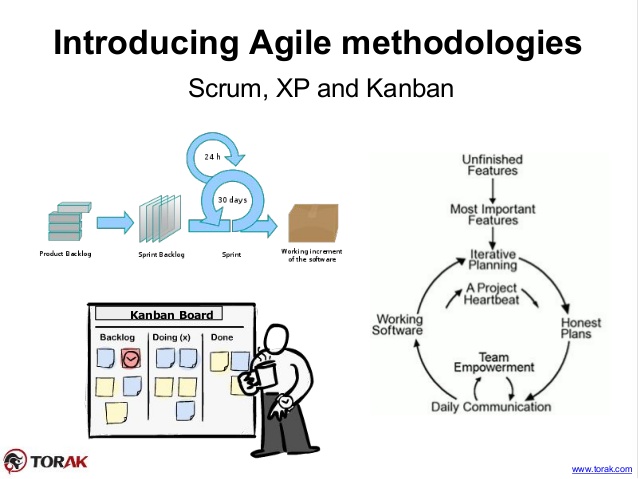 Introducing Agile methodologies
Scrum, XP and Kanban
24 h
30 days
Product Backlog
Sprint Backlog
Sprint
Working increment
of the software
Unfinished
Features
Most Important
Features
Iterative
Planning
A Project
Heartbeat
Working
Software
Honest
Plans
Team
Empowerment
Daily Communication
Kanban Board
Backlog
Doing (x)
Done
TORAK
www.torak.com